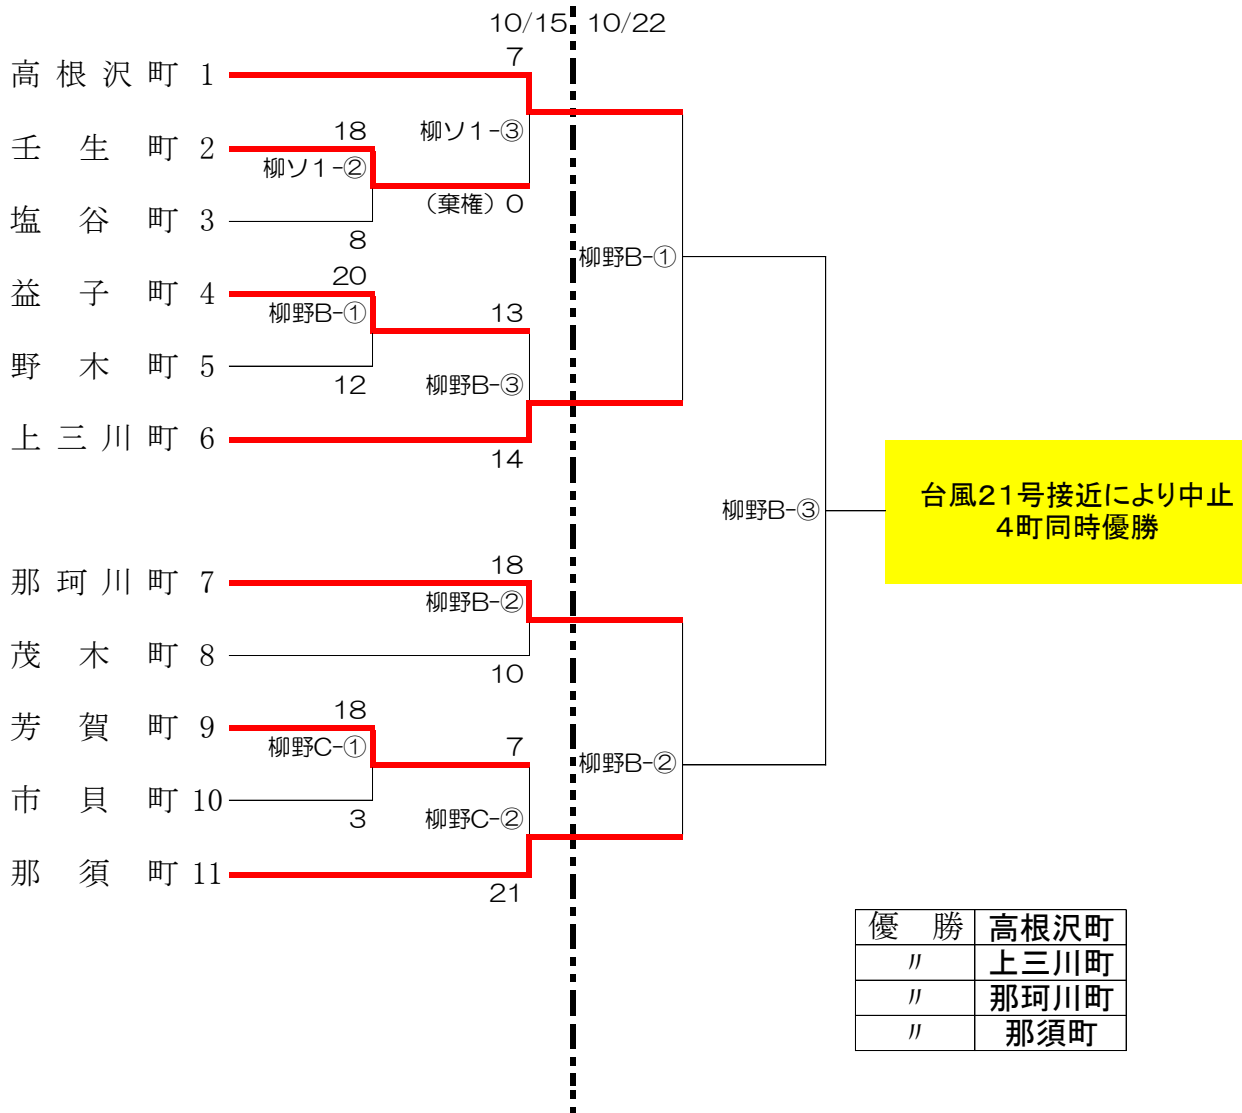 10/15 10/22
7
高根沢町 1
柳ソ1-③
18
壬生町 2
柳ソ1-②
(棄権) 0
塩谷町 3
8
柳野B-①
20
益子町 4
柳野B-①
13
野木町 5
12
柳野B-③
上三川町 6
14
台風21号接近により中止
4町同時優勝
柳野B-③
18
那珂川町 7
柳野B-②
茂木町 8
10
18
芳賀町 9
柳野C-①
7
柳野B-②
市貝町 10
3
柳野C-②
那須町 11
21
優勝 高根沢町
〃 上三川町
〃 那珂川町
〃 那須町